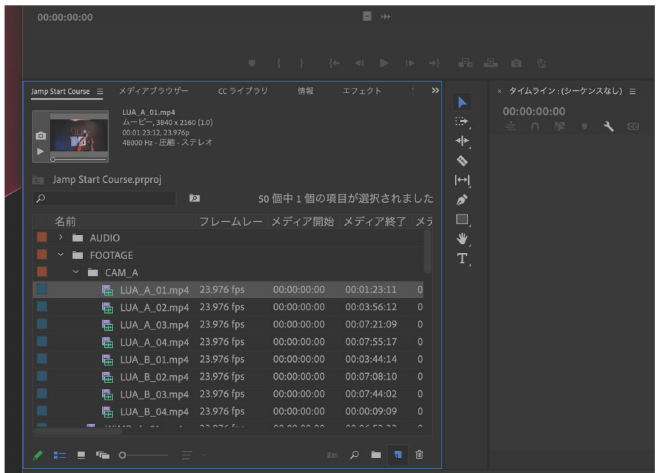 00:00:00:00
Jamp Start Course メディアブラウザー CC ライブラリ 情報 エフェクト
× タイムライン : (シーケンスなし)
00:00:00:00
LUA_A_01.mp4
ムービー, 3840 x 2160 (1.0)
00:01:23:12, 23.976p
48000 Hz - 圧縮 - ステレオ
Jamp Start Course.prproj
50 個中 1 個の項目が選択されました
名前 フレームレー メディア開始 メディア終了 メデ
AUDIO
FOOTAGE
CAM_A
LUA_A_01.mp4 23.976 fps 00:00:00:00 00:01:23:11 0
LUA_A_02.mp4 23.976 fps 00:00:00:00 00:03:56:12 0
LUA_A_03.mp4 23.976 fps 00:00:00:00 00:07:21:09 0
LUA_A_04.mp4 23.976 fps 00:00:00:00 00:07:55:17 0
LUA_B_01.mp4 23.976 fps 00:00:00:00 00:03:44:14 0
LUA_B_02.mp4 23.976 fps 00:00:00:00 00:07:08:10 0
LUA_B_03.mp4 23.976 fps 00:00:00:00 00:07:44:02 0
LUA_B_04.mp4 23.976 fps 00:00:00:00 00:00:09:09 0